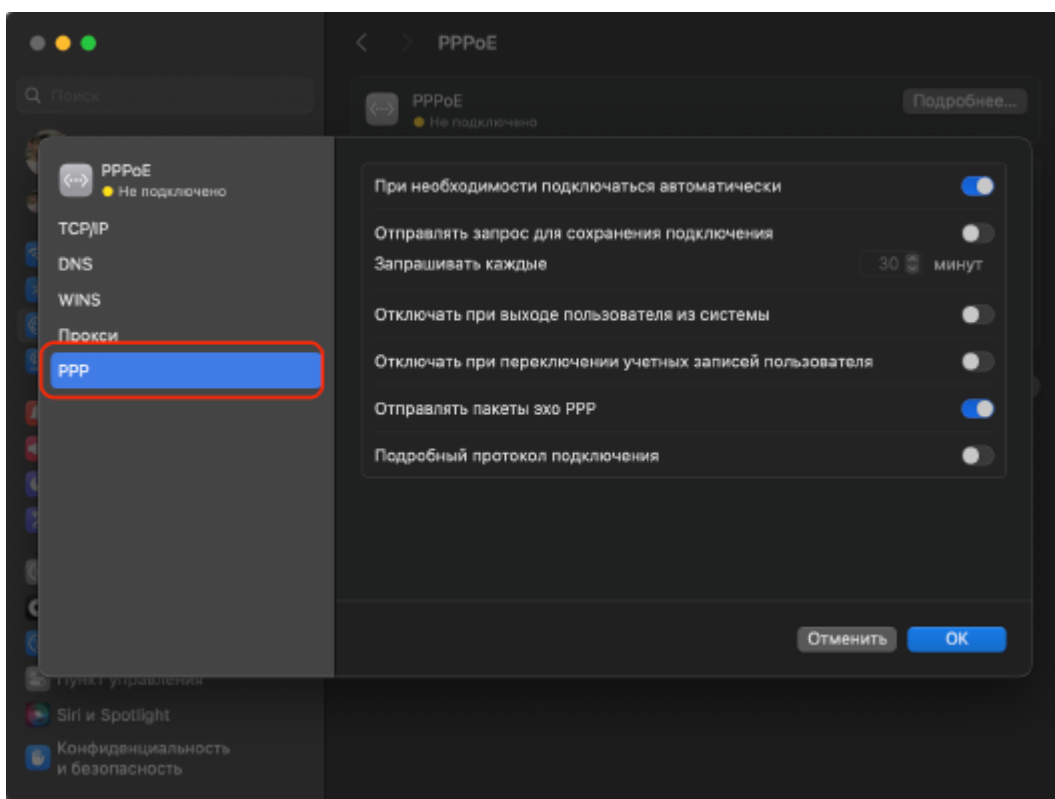 PPPoE
Поиск
PPPoE
Подробнее...
Не подключено
PPPoE
Не подключено
TCP/IP
DNS
WINS
Прокси
PPP
При необходимости подключаться автоматически
Отправлять запрос для сохранения подключения
Запрашивать каждые 30 минут
Отключать при выходе пользователя из системы
Отключать при переключении учетных записей пользователя
Отправлять пакеты эхо PPP
Подробный протокол подключения
Отменить
OK
Пункт управления
Siri и Spotlight
Конфиденциальность
и безопасность